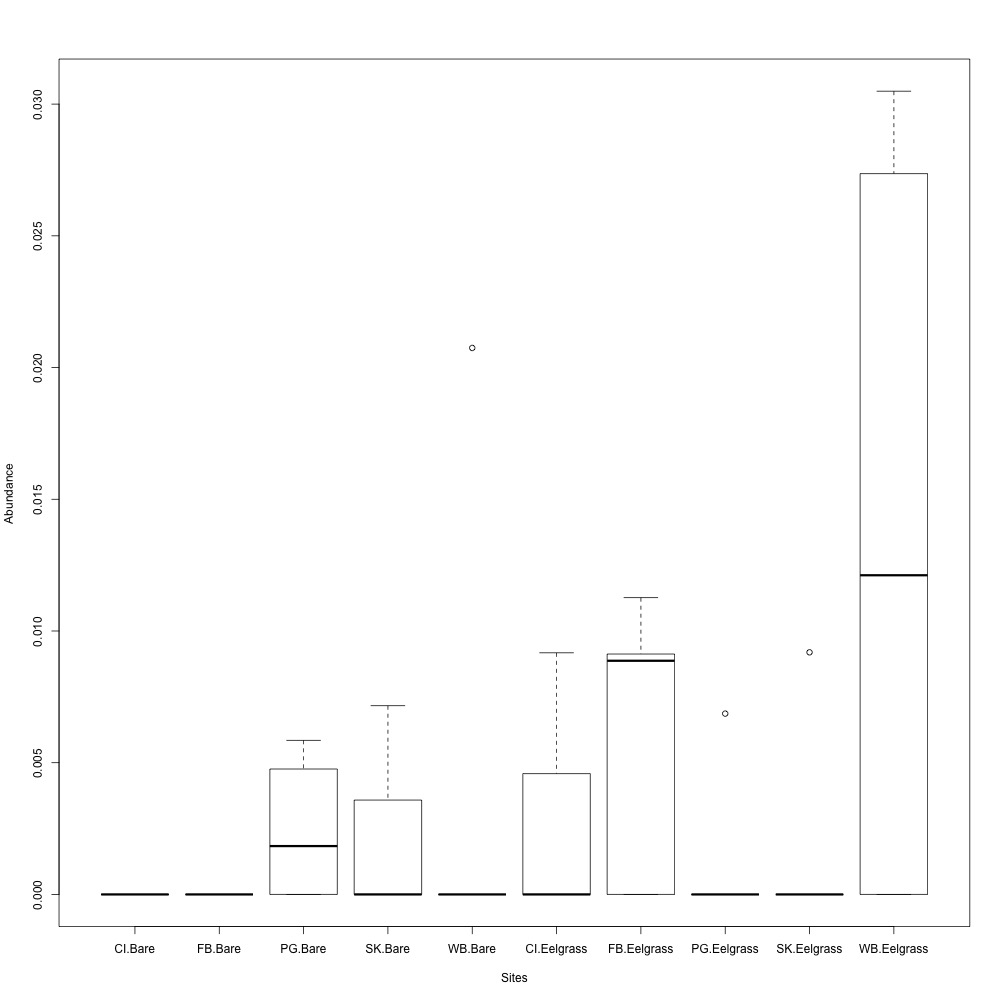 0.030
0.025
0.020
0.015
0.010
0.005
0.000
Abundance
CI.Bare FB.Bare PG.Bare SK.Bare WB.Bare CI.Eelgrass FB.Eelgrass PG.Eelgrass SK.Eelgrass WB.Eelgrass
Sites